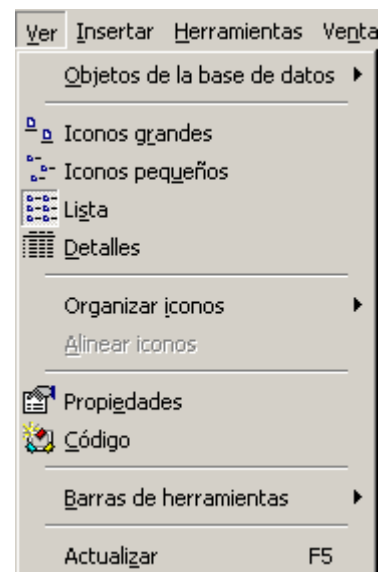 Ver Insertar Herramientas Venta
Objetos de la base de datos
Iconos grandes
Iconos pequeños
Lista
Detalles
Organizar iconos
Alinear iconos
Propiedades
Código
Barras de herramientas
Actualizar F5